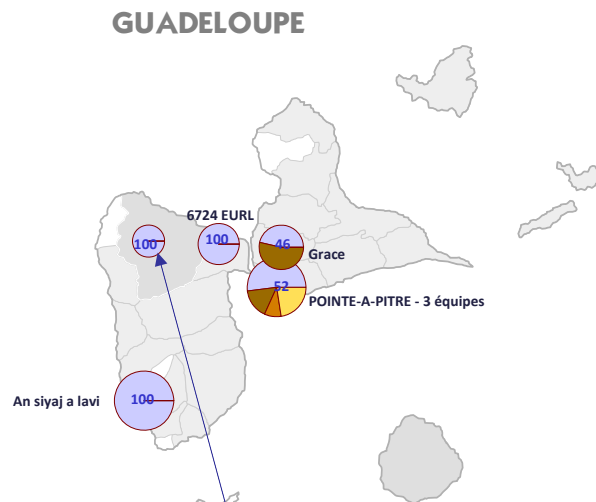 GUADELOUPE
6724 EURL
100
100
46
Grace
52
POINTE-A-PITRE - 3 équipes
An siyaj a lavi
100